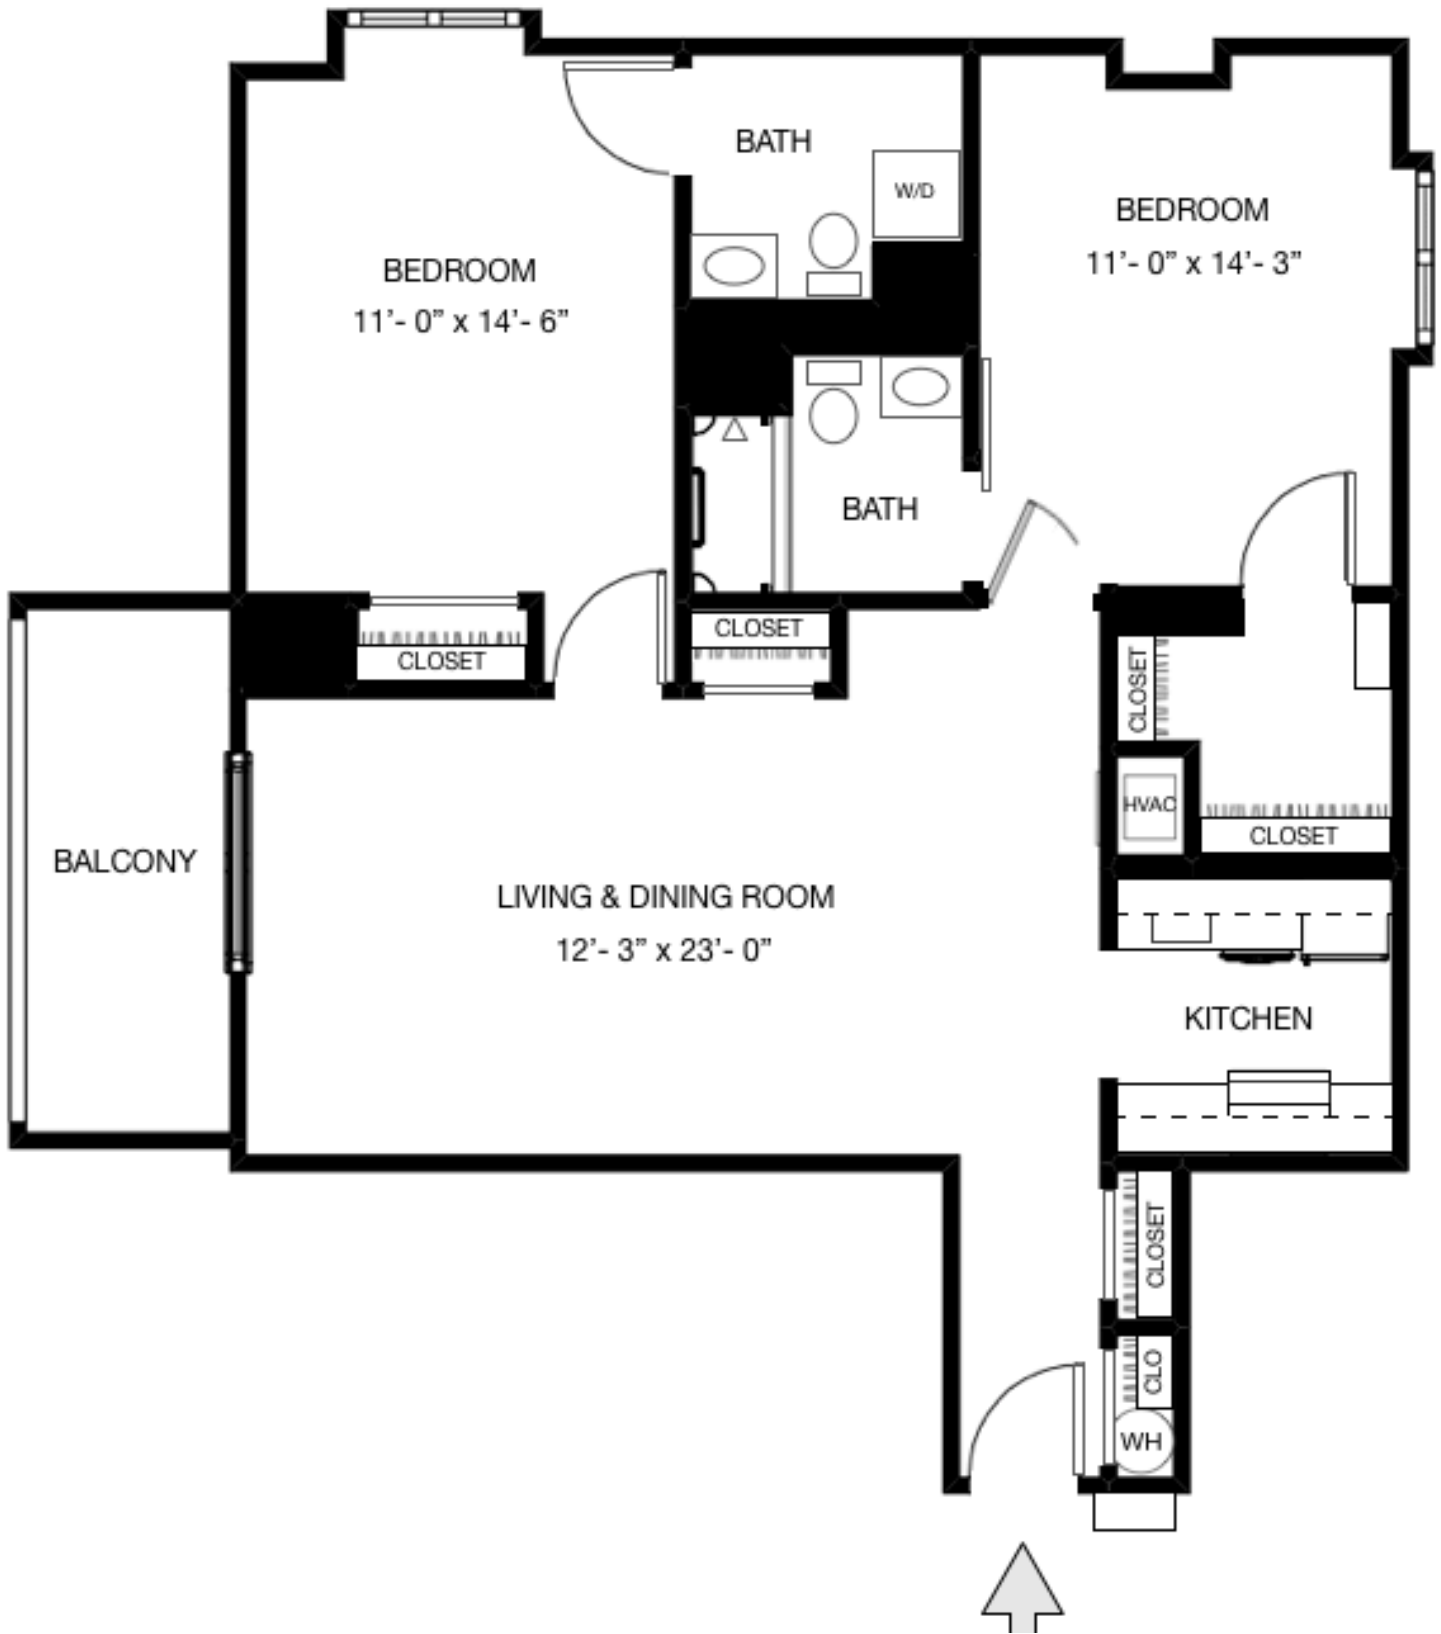 BATH
W/D
BEDROOM
11’- 0” x 14’- 3”
BEDROOM
11’- 0” x 14’- 6”
BATH
CLOSET
CLOSET
CLOSET
HVAC
CLOSET
BALCONY
LIVING & DINING ROOM
12’- 3” x 23’- 0”
KITCHEN
CLOSET
CLO
WH